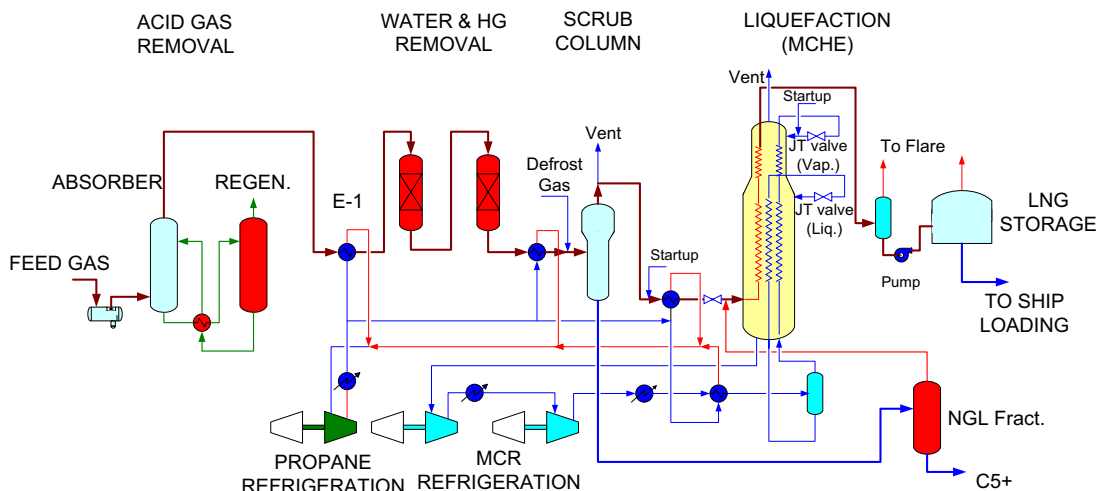 ACID GAS
REMOVAL
WATER & HG
REMOVAL
SCRUB
COLUMN
LIQUEFACTION
(MCHE)
Vent
Startup
JT valve
(Vap.)
Vent
Defrost
Gas
To Flare
ABSORBER
REGEN.
E-1
JT valve
(Liq.)
LNG
STORAGE
FEED GAS
Startup
Pump
TO SHIP
LOADING
NGL Fract.
PROPANE
REFRIGERATION
MCR
REFRIGERATION
C5+